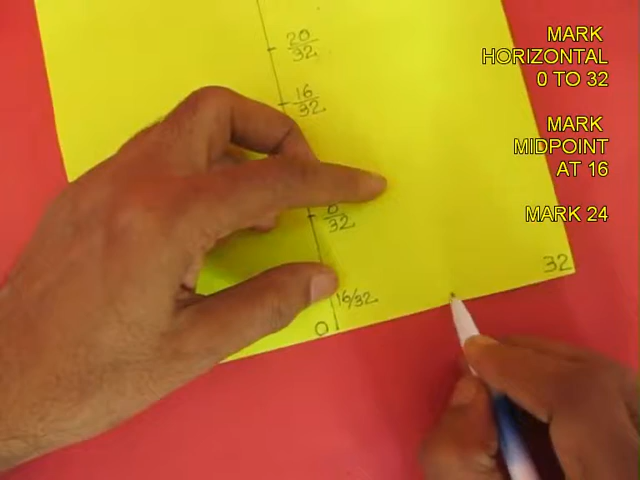 MARK
HORIZONTAL
0 TO 32
MARK
MIDPOINT
AT 16
MARK 24
20
32
16
32
0
32
16/32
0
32